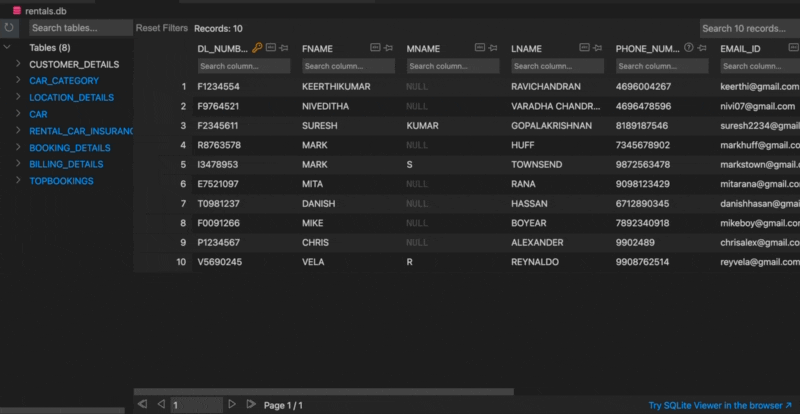 rentals.db
Search tables...
Reset Filters Records: 10 Search 10 records...
Tables (8)
CUSTOMER_DETAILS
CAR_CATEGORY
LOCATION_DETAILS
CAR
RENTAL_CAR_INSURANC
BOOKING_DETAILS
BILLING_DETAILS
TOPBOOKINGS
DL_NUMB... FNAME MNAME LNAME PHONE_NUM... EMAIL_ID
Search column... Search column... Search column... Search column... Search column... Search column...
1 F1234554 KEERTHIKUMAR NULL RAVICHANDRAN 4696004267 keerthi@gmail.com
2 F9764521 NIVEDITHA NULL VARADHA CHANDR... 4696478596 nivi07@gmail.com
3 F2345611 SURESH KUMAR GOPALAKRISHNAN 8189187546 suresh2234@gmail.c
4 R8763578 MARK NULL HUFF 7345678902 markhuff@gmail.com
5 I3478953 MARK S TOWNSEND 9872563478 markstown@gmail.c
6 E7521097 MITA NULL RANA 9098123429 mitarana@gmail.com
7 T0981237 DANISH NULL HASSAN 6712890345 danishhasan@gmail.
8 F0091266 MIKE NULL BOYEAR 7892340918 mikeboy@gmail.com
9 P1234567 CHRIS NULL ALEXANDER 9902489 chrisalex@gmail.com
10 V5690245 VELA R REYNALDO 9908762514 reyvela@gmail.com
1 Page 1 / 1 Try SQLite Viewer in the browser ↗